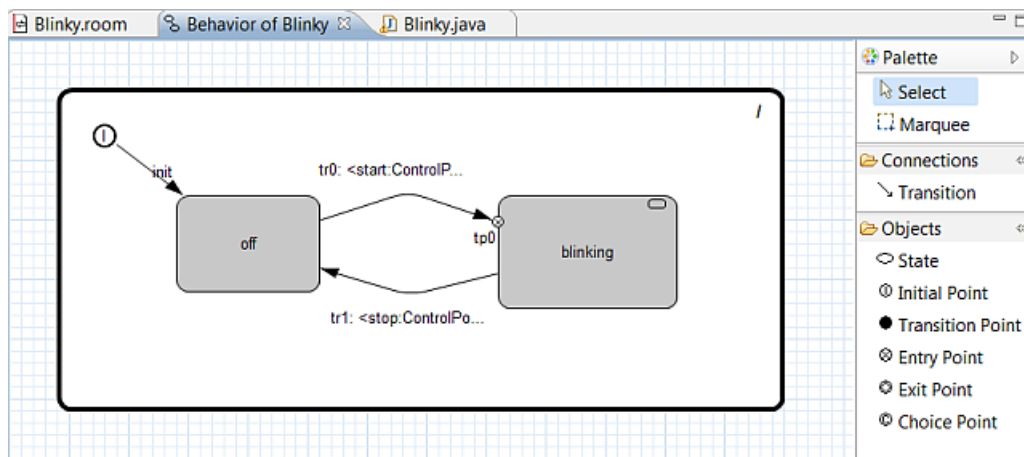 Blinky.room
Behavior of Blinky
Blinky.java
Palette
Select
Marquee
Connections
Transition
Objects
State
Initial Point
Transition Point
Entry Point
Exit Point
Choice Point
/
I
init
tr0: <start:ControlP...
off
tp0
blinking
tr1: <stop:ControlPo...